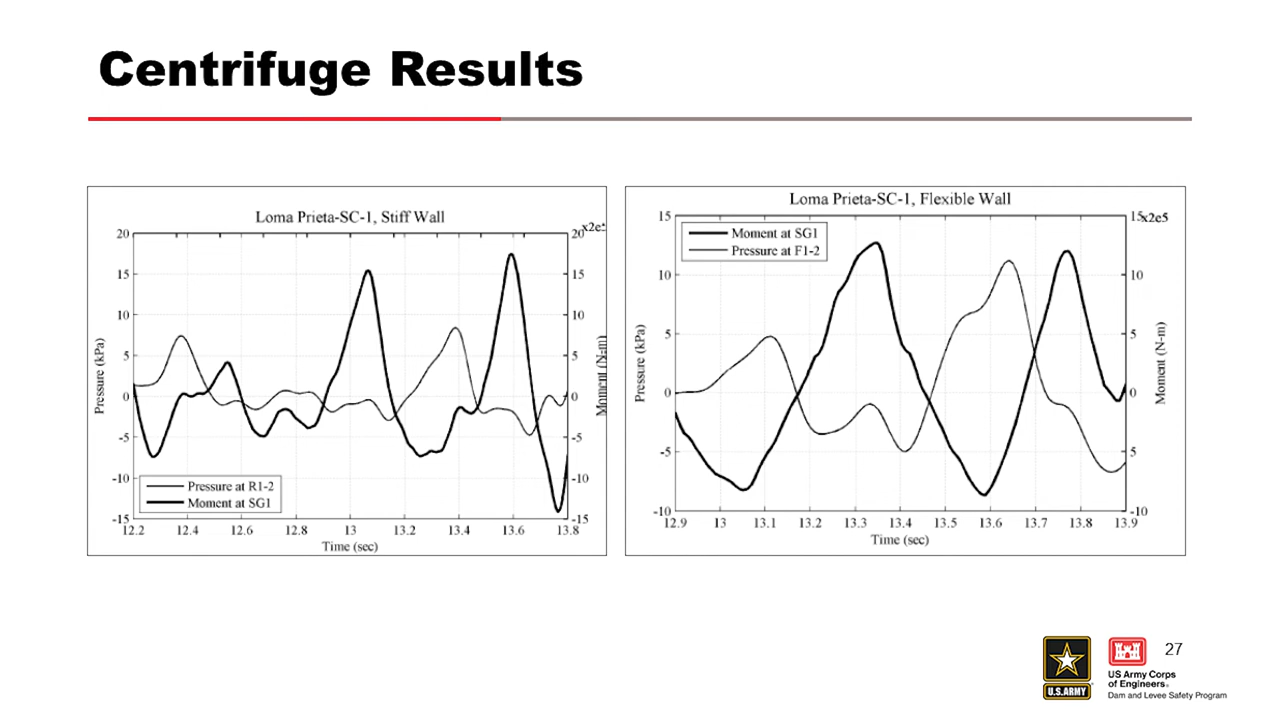 Centrifuge Results
Loma Prieta-SC-1, Stiff Wall
x2e
20
15
10
5
0
-5
-10
-15
20
15
10
5
0
-5
-10
-15
Pressure (kPa)
Moment (N-m)
Pressure at R1-2
Moment at SG1
12.2 12.4 12.6 12.8 13 13.2 13.4 13.6 13.8
Time (sec)
Loma Prieta-SC-1, Flexible Wall
x2e5
15
10
5
0
-5
-10
15
10
5
0
5
-10
Pressure (kPa)
Moment (N-m)
Moment at SG1
Pressure at F1-2
12.9 13 13.1 13.2 13.3 13.4 13.5 13.6 13.7 13.8 13.9
Time (sec)
U.S.ARMY
US Army Corps
of Engineers®
Dam and Levee Safety Program
27